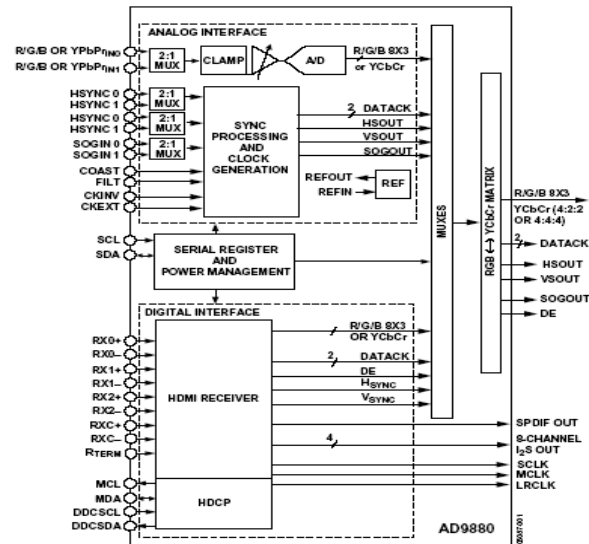 ANALOG INTERFACE
R/G/B OR YPbPrIN0
R/G/B OR YPbPrIN1
2:1
MUX
CLAMP
A/D
R/G/B 8X3
or YCbCr
HSYNC 0
HSYNC 1
2:1
MUX
HSYNC 0
HSYNC 1
2:1
MUX
SOGIN 0
SOGIN 1
2:1
MUX
COAST
FILT
CKINV
CKEXT
SYNC
PROCESSING
AND
CLOCK
GENERATION
2
DATACK
HSOUT
VSOUT
SOGOUT
REFOUT
REFIN
REF
SCL
SDA
SERIAL REGISTER
AND
POWER MANAGEMENT
MUXES
RGB ↔ YCbCr MATRIX
R/G/B 8X3
YCbCr (4:2:2
OR 4:4:4)
2
DATACK
HSOUT
VSOUT
SOGOUT
DE
DIGITAL INTERFACE
RX0+
RX0–
RX1+
RX1–
RX2+
RX2–
RXC+
RXC–
RTERM
HDMI RECEIVER
R/G/B 8X3
OR YCbCr
2
DATACK
DE
HSYNC
VSYNC
SPDIF OUT
4
8-CHANNEL
I2S OUT
SCLK
MCLK
LRCLK
MCL
MDA
DDCSCL
DDCSDA
HDCP
AD9880
05087-001